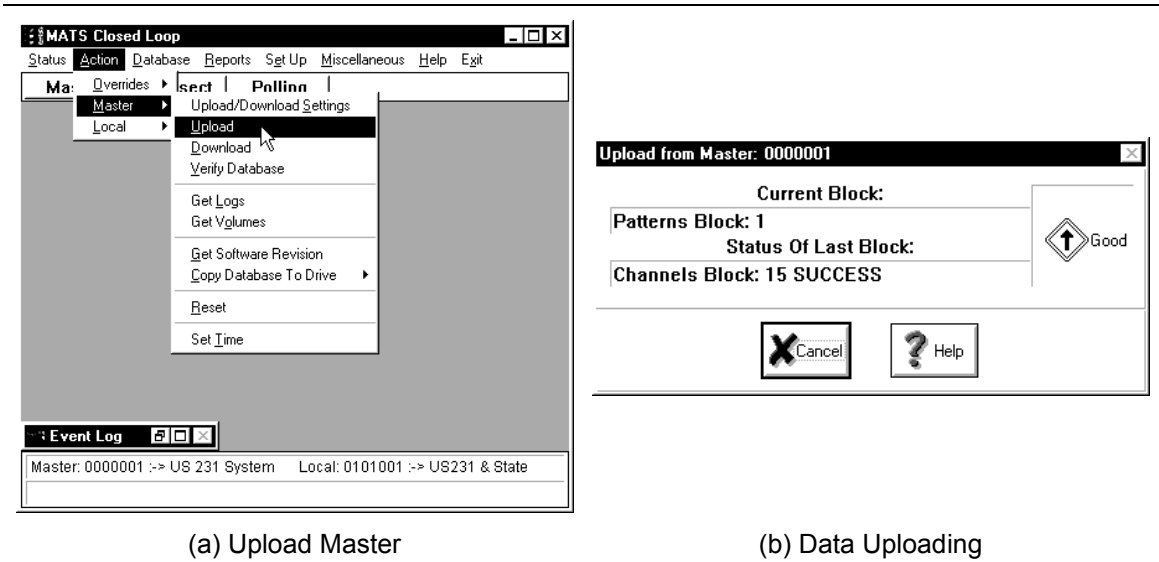 MATS Closed Loop
Status Action Database Reports Set Up Miscellaneous Help Exit
Overrides
sect Polling
Master
Local
Upload/Download Settings
Upload
Download
Verify Database
Get Logs
Get Volumes
Get Software Revision
Copy Database To Drive
Reset
Set Time
Event Log
Master: 0000001 :-> US 231 System Local: 0101001 :-> US231 & State
(a) Upload Master
Upload from Master: 0000001
Current Block:
Patterns Block: 1
Status Of Last Block:
Channels Block: 15 SUCCESS
Good
Cancel
Help
(b) Data Uploading